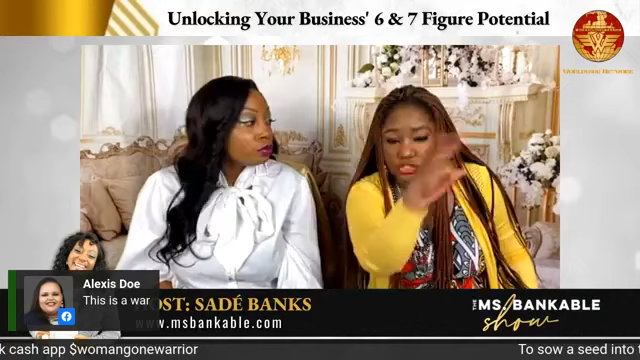 Unlocking Your Business' 6 & 7 Figure Potential
Alexis Doe
This is a war
HOST: SADÉ BANKS
www.msbankable.com
THE MS. BANKABLE
show
k cash app $womangonewarrior
To sow a seed into t